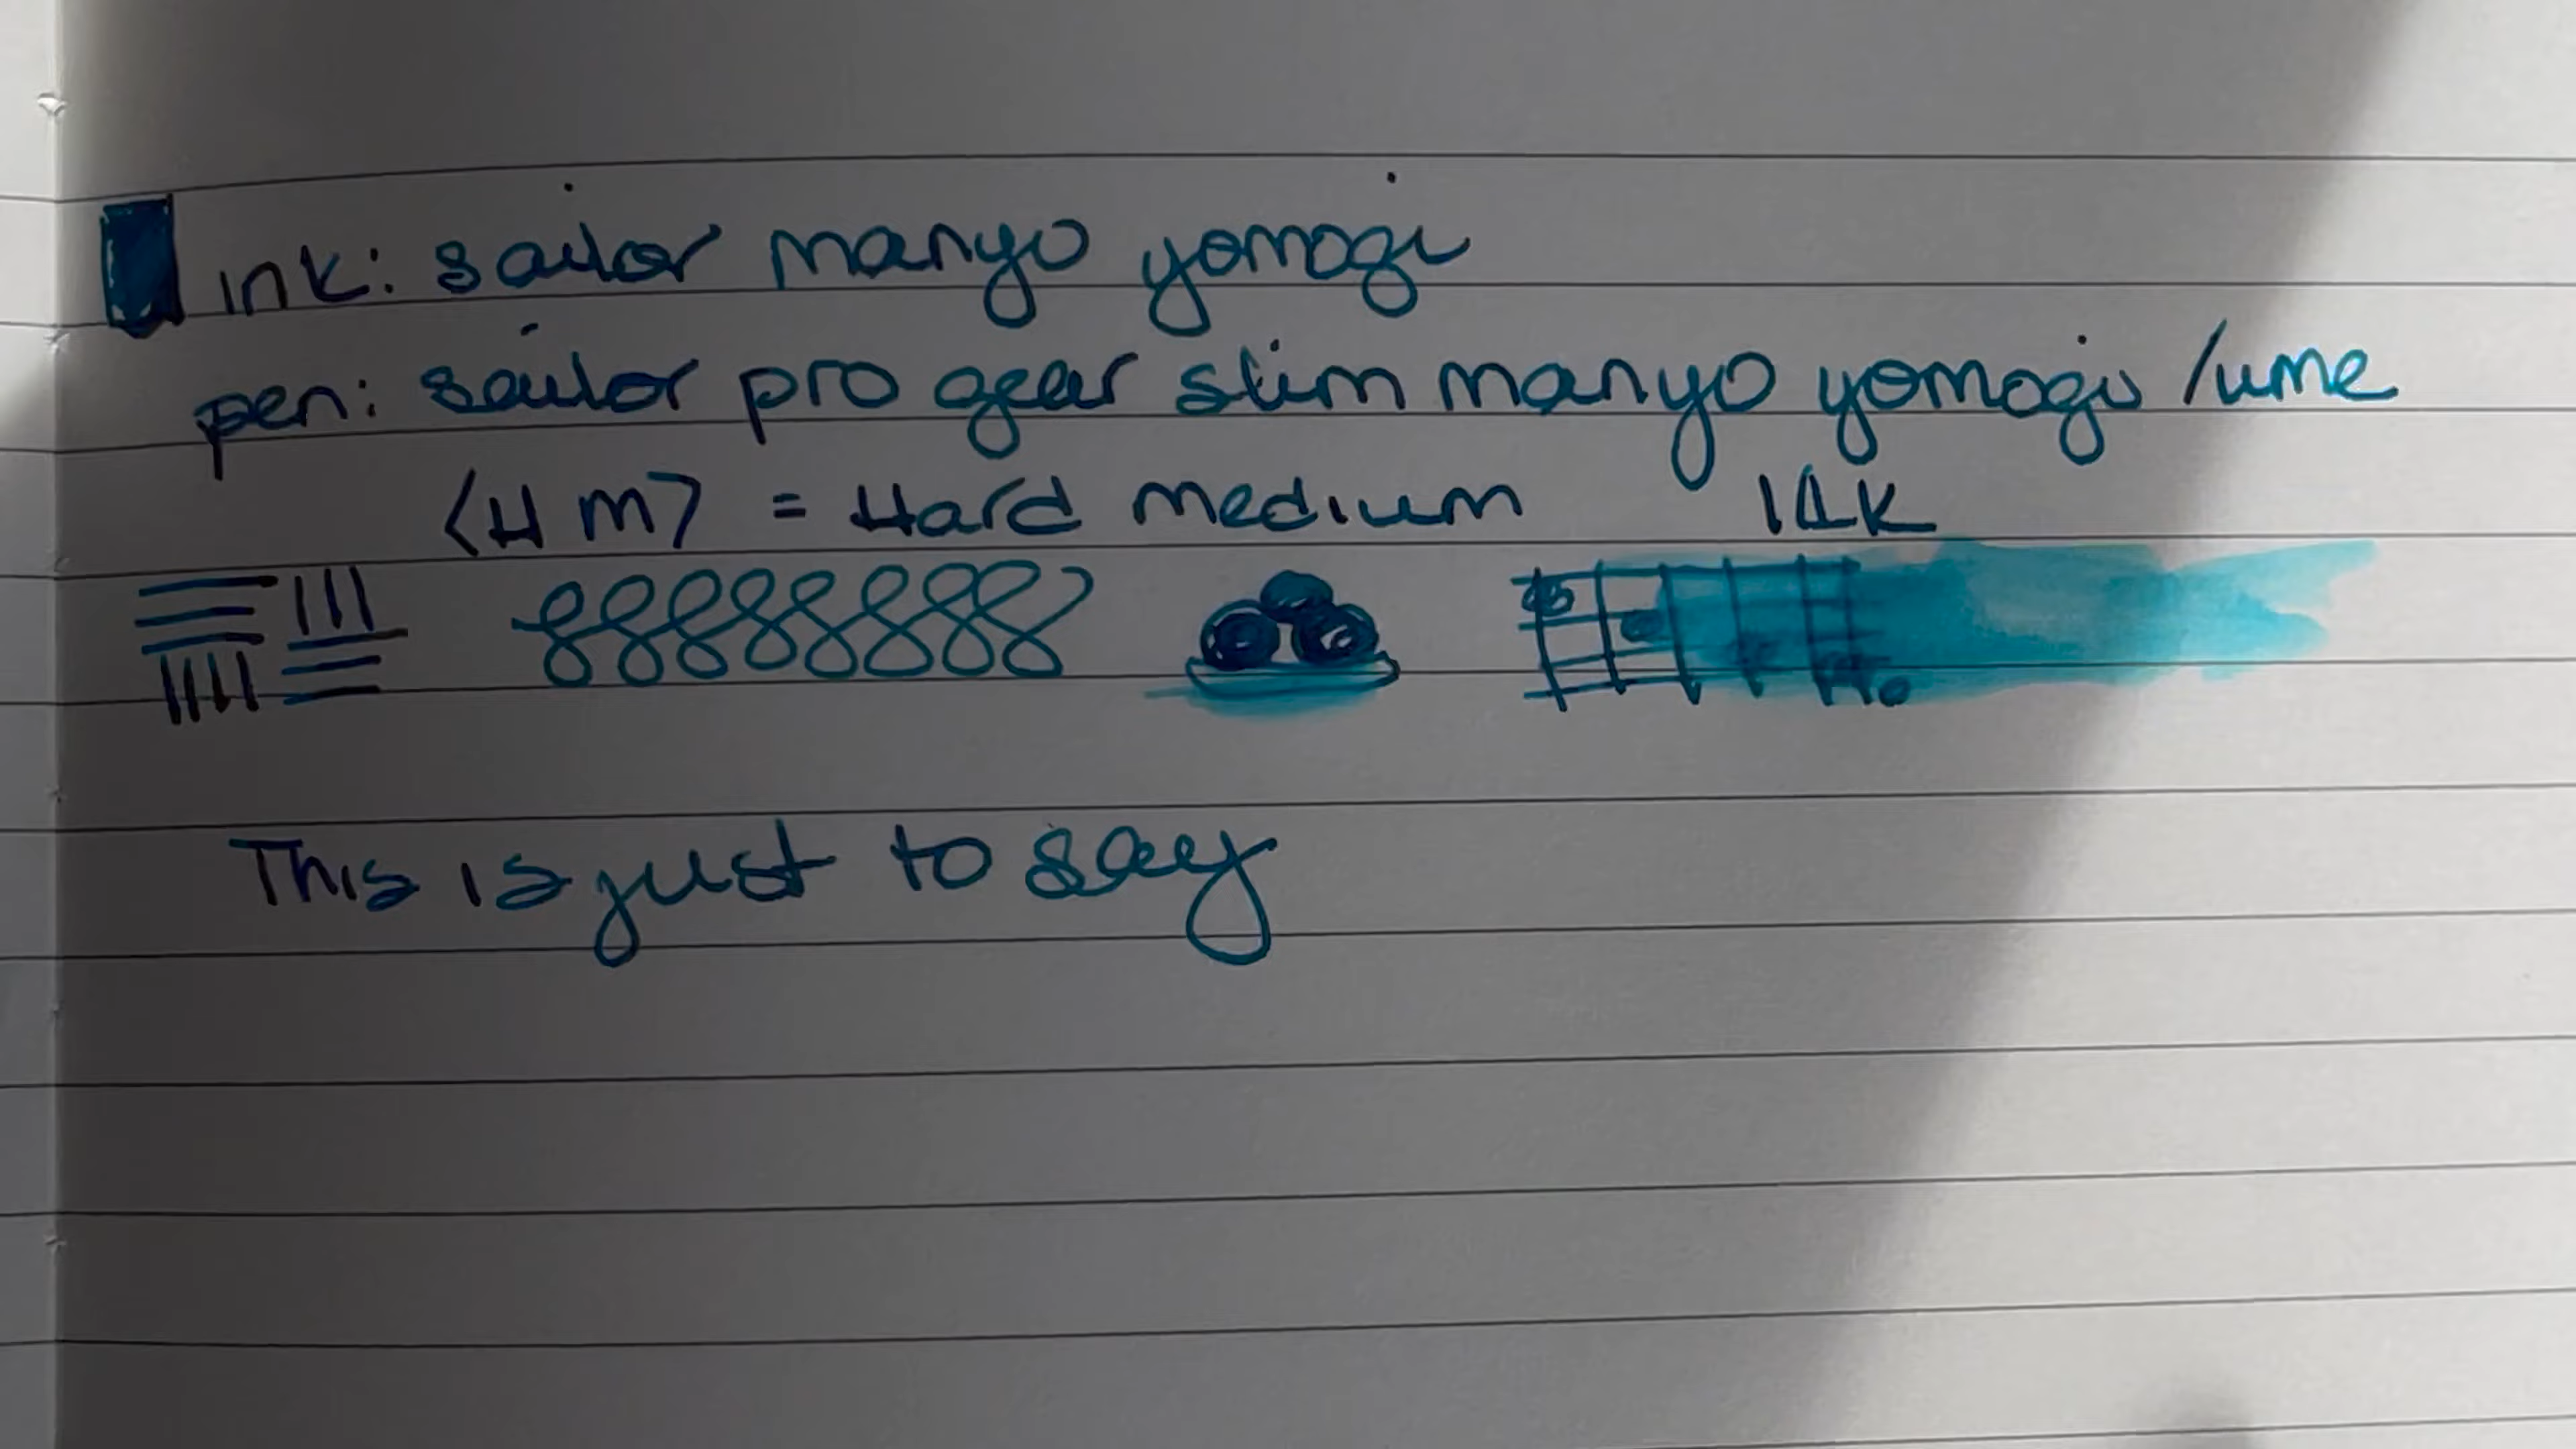 ink: sailor manyo yomogi
pen: sailor pro gear slim manyo yomogi /ume
<H M> = Hard medium 14K
This is just to say